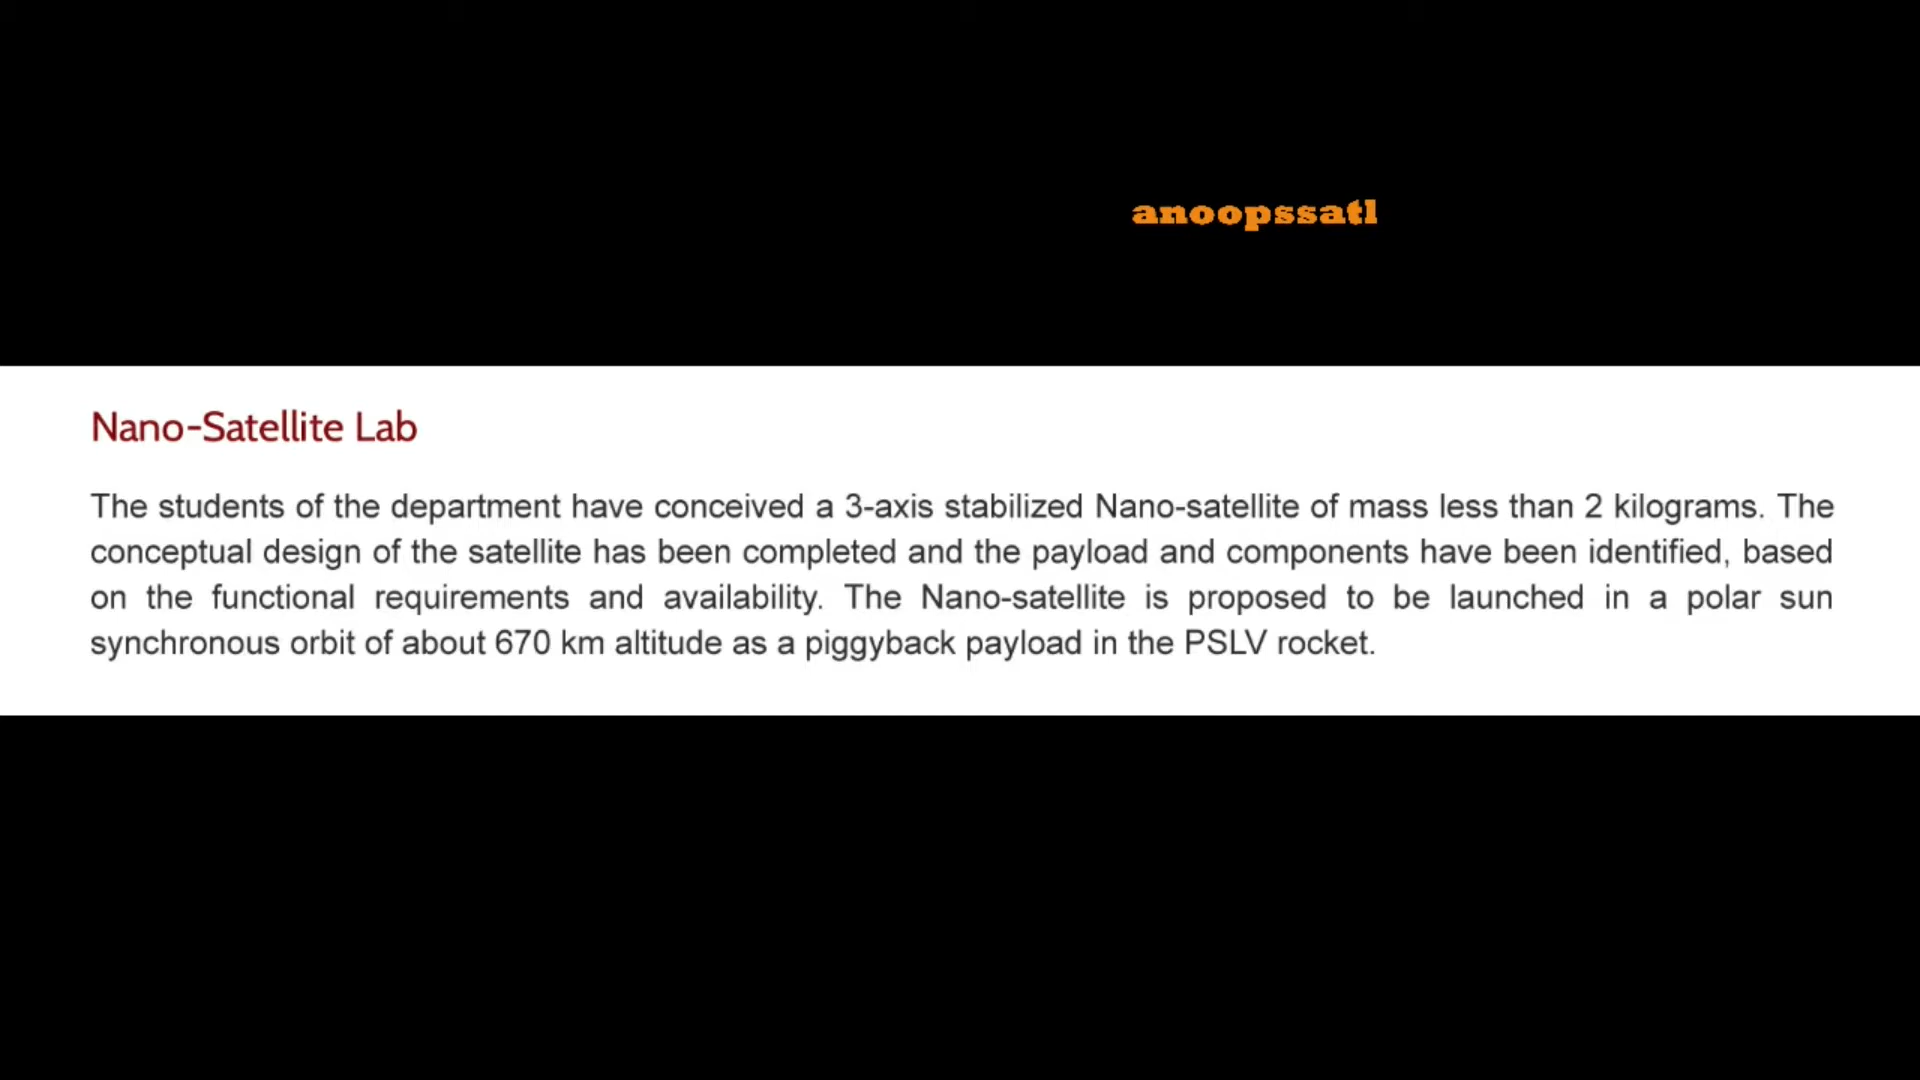 anoopssatl
Nano-Satellite Lab
The students of the department have conceived a 3-axis stabilized Nano-satellite of mass less than 2 kilograms. The
conceptual design of the satellite has been completed and the payload and components have been identified, based
on the functional requirements and availability. The Nano-satellite is proposed to be launched in a polar sun
synchronous orbit of about 670 km altitude as a piggyback payload in the PSLV rocket.